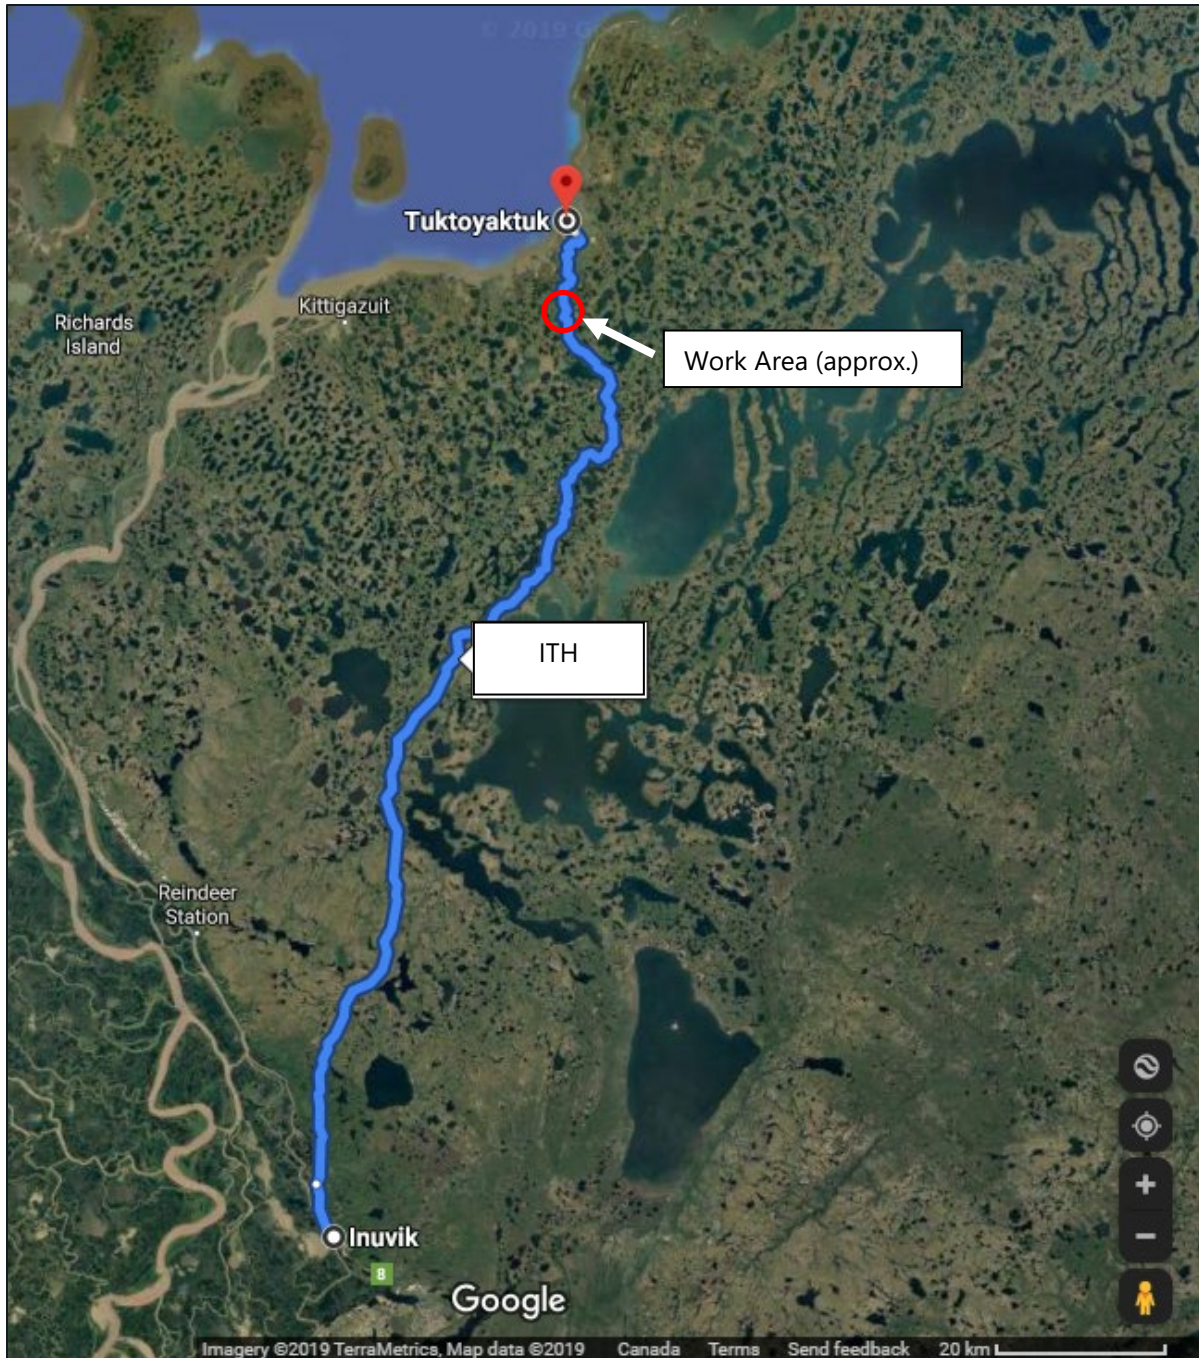 © 2019 G
Tuktoyaktuk
Kittigazuit
Richards
Island
Work Area (approx.)
ITH
Reindeer
Station
Inuvik
8
Google
Imagery ©2019 TerraMetrics, Map data ©2019 Canada Terms Send feedback 20 km